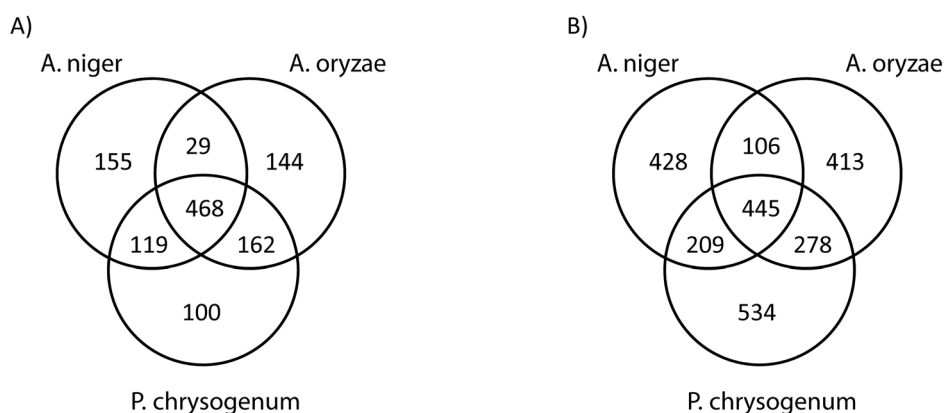 A)
A. niger
A. oryzae
155
29
144
468
119
162
100
P. chrysogenum
B)
A. niger
A. oryzae
428
106
413
445
209
278
534
P. chrysogenum